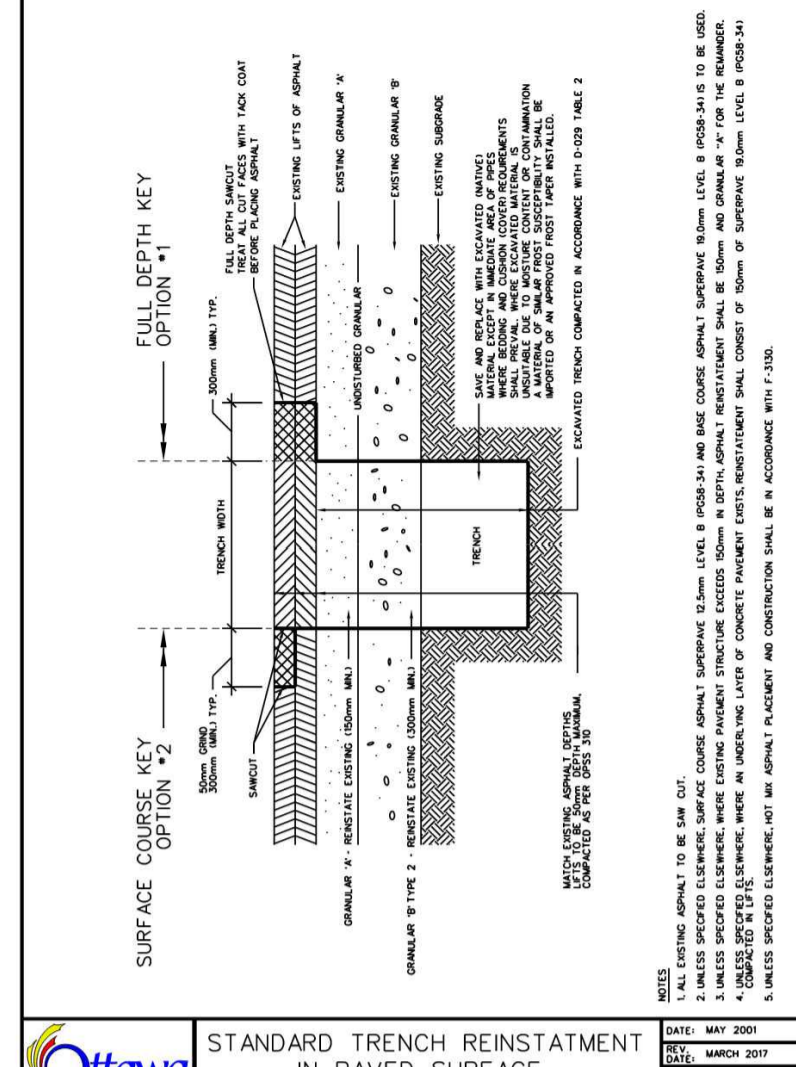 SURFACE COURSE KEY
OPTION #2
FULL DEPTH KEY
OPTION #1
50mm GRIND
300mm (MIN.) TYP.
TRENCH WIDTH
300mm (MIN.) TYP.
FULL DEPTH SAWCUT
TREAT ALL CUT FACES WITH TACK COAT
BEFORE PLACING ASPHALT
SAWCUT
EXISTING LIFTS OF ASPHALT
GRANULAR 'A' - REINSTATE EXISTING (150mm MIN.)
EXISTING GRANULAR 'A'
UNDISTURBED GRANULAR
GRANULAR 'B' TYPE 2 - REINSTATE EXISTING (300mm MIN.)
EXISTING GRANULAR 'B'
EXISTING SUBGRADE
TRENCH
SAVE AND REPLACE WITH EXCAVATED (NATIVE)
MATERIAL EXCEPT IN IMMEDIATE AREA OF PIPES
WHERE BEDDING AND CUSHION (COVER) REQUIREMENTS
SHALL PREVAIL. WHERE EXCAVATED MATERIAL IS
UNSUITABLE DUE TO MOISTURE CONTENT OR CONTAMINATION
A MATERIAL OF SIMILAR FROST SUSCEPTIBILITY SHALL BE
IMPORTED OR AN APPROVED FROST TAPER INSTALLED.
MATCH EXISTING ASPHALT DEPTHS
LIFTS TO BE 50mm DEPTH MAXIMUM,
COMPACTED AS PER OPSS 310
EXCAVATED TRENCH COMPACTED IN ACCORDANCE WITH D-029 TABLE 2
NOTES
1. ALL EXISTING ASPHALT TO BE SAW CUT.
2. UNLESS SPECIFIED ELSEWHERE, SURFACE COURSE ASPHALT SUPERPAVE 12.5mm LEVEL B (PG58-34) AND BASE COURSE ASPHALT SUPERPAVE 19.0mm LEVEL B (PG58-34) IS TO BE USED.
3. UNLESS SPECIFIED ELSEWHERE, WHERE EXISTING PAVEMENT STRUCTURE EXCEEDS 150mm IN DEPTH, ASPHALT REINSTATEMENT SHALL BE 150mm AND GRANULAR "A" FOR THE REMAINDER.
4. UNLESS SPECIFIED ELSEWHERE, WHERE AN UNDERLYING LAYER OF CONCRETE PAVEMENT EXISTS, REINSTATEMENT SHALL CONSIST OF 150mm OF SUPERPAVE 19.0mm LEVEL B (PG58-34)
COMPACTED IN LIFTS.
5. UNLESS SPECIFIED ELSEWHERE, HOT MIX ASPHALT PLACEMENT AND CONSTRUCTION SHALL BE IN ACCORDANCE WITH F-3130.
Ottawa
STANDARD TRENCH REINSTATMENT
IN PAVED SURFACE
DATE: MAY 2001
REV. DATE: MARCH 2017